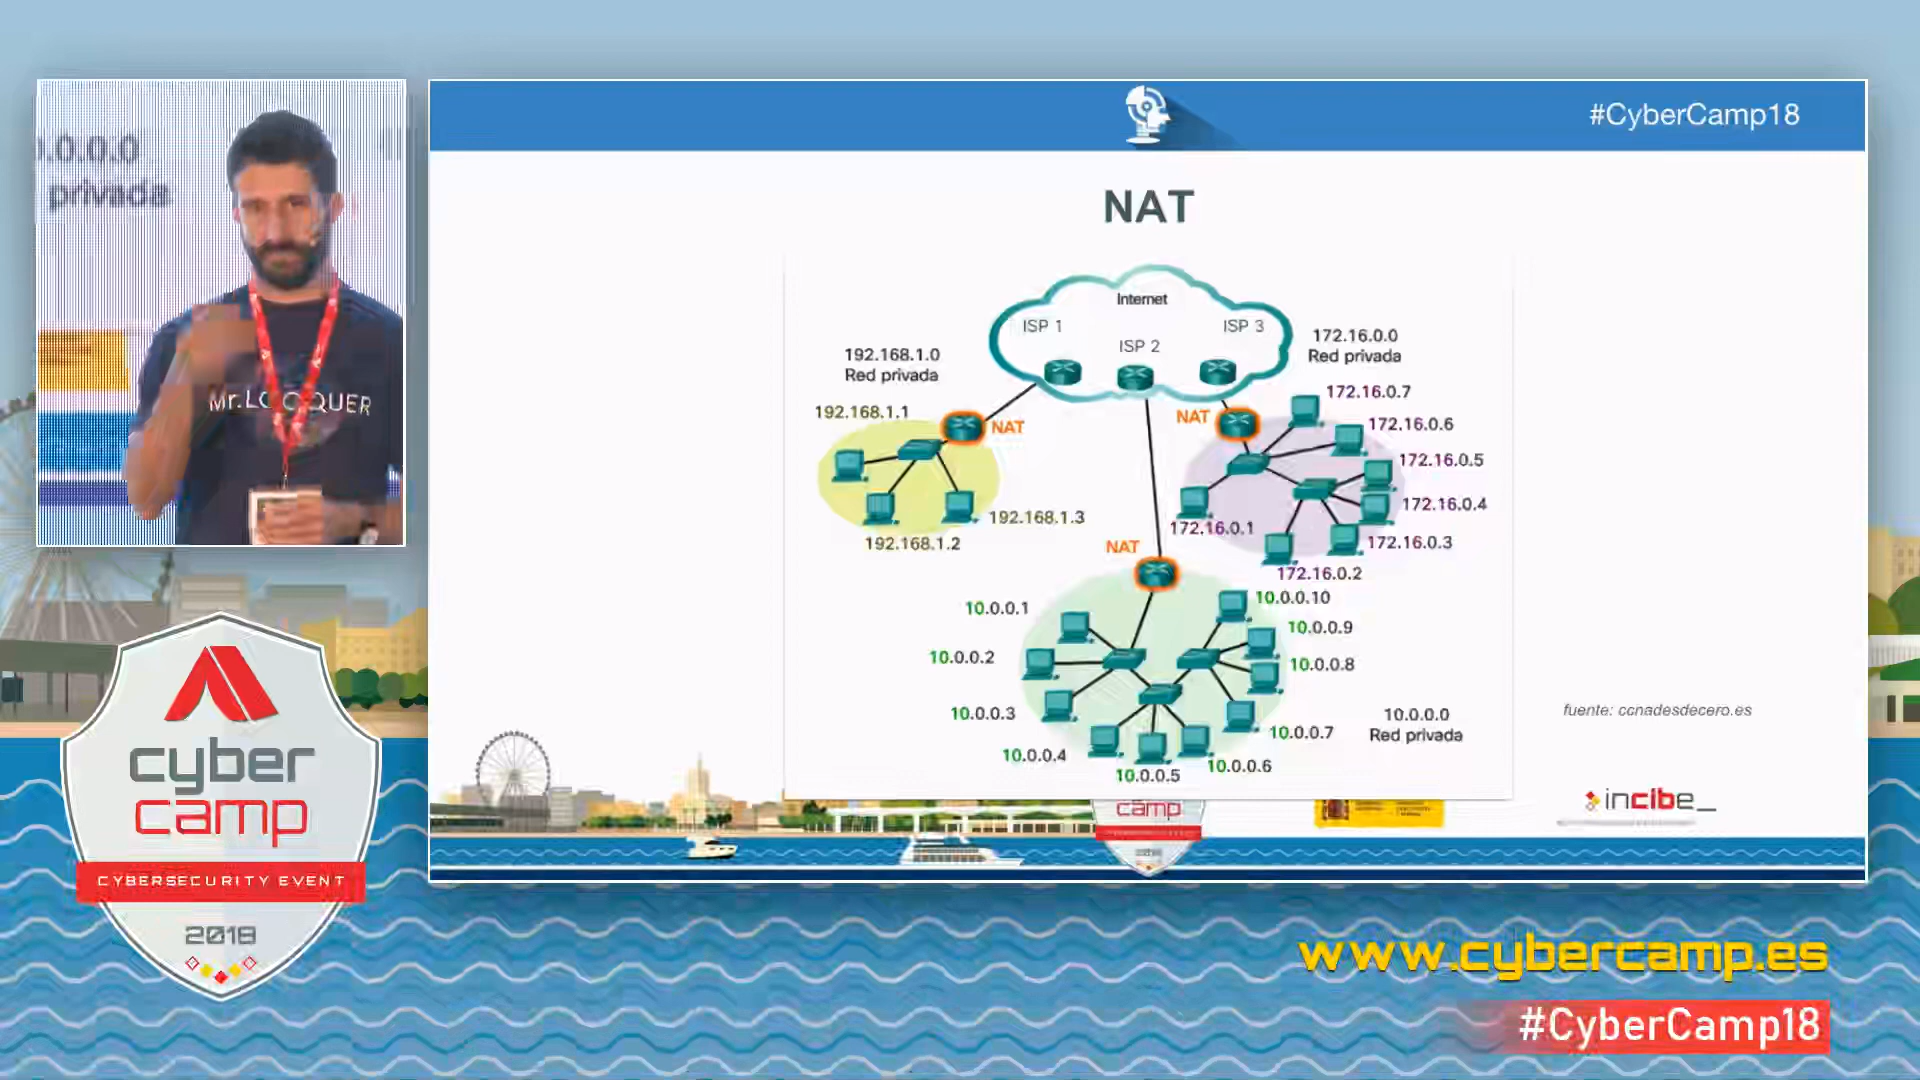 .0.0.0
privada
Mr.LOOQUER
#CyberCamp18
NAT
Internet
ISP 1
ISP 2
ISP 3
192.168.1.0
Red privada
172.16.0.0
Red privada
192.168.1.1
NAT
192.168.1.2
192.168.1.3
NAT
172.16.0.7
172.16.0.6
172.16.0.5
172.16.0.4
172.16.0.3
172.16.0.2
172.16.0.1
NAT
10.0.0.1
10.0.0.2
10.0.0.3
10.0.0.4
10.0.0.5
10.0.0.6
10.0.0.7
10.0.0.8
10.0.0.9
10.0.0.10
10.0.0.0
Red privada
fuente: ccnadesdecero.es
incibe_
camp
cyber
camp
CYBERSECURITY EVENT
2018
www.cybercamp.es
#CyberCamp18